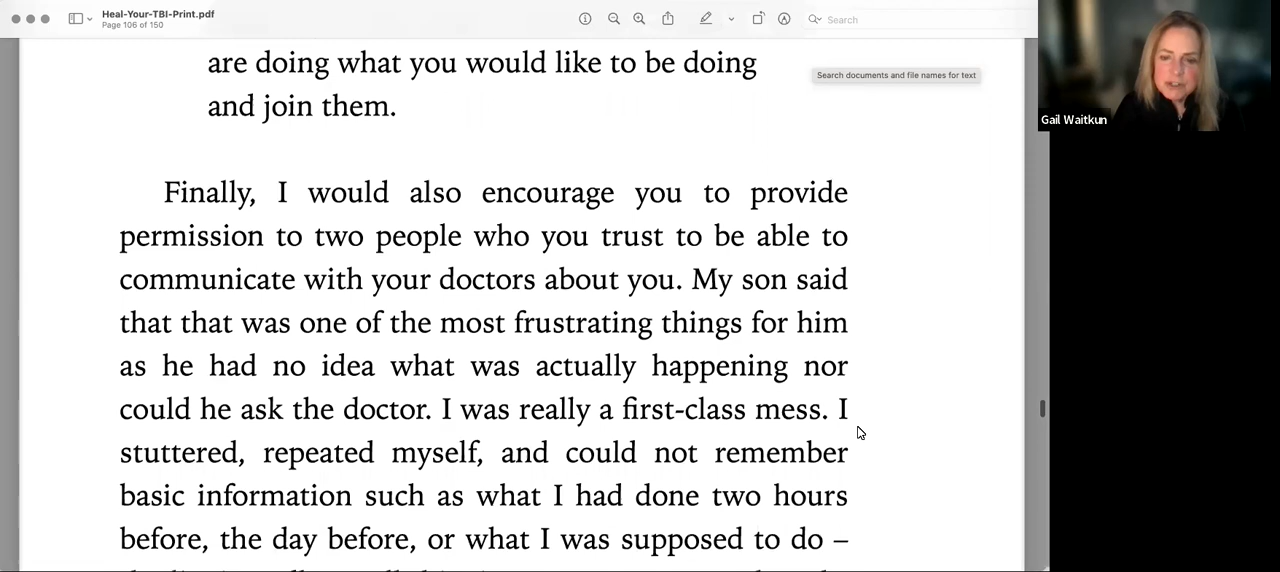 Heal-Your-TBI-Print.pdf
Page 106 of 150
Search
Search documents and file names for text
Gail Waitkun
are doing what you would like to be doing
and join them.
Finally, I would also encourage you to provide
permission to two people who you trust to be able to
communicate with your doctors about you. My son said
that that was one of the most frustrating things for him
as he had no idea what was actually happening nor
could he ask the doctor. I was really a first-class mess. I
stuttered, repeated myself, and could not remember
basic information such as what I had done two hours
before, the day before, or what I was supposed to do –